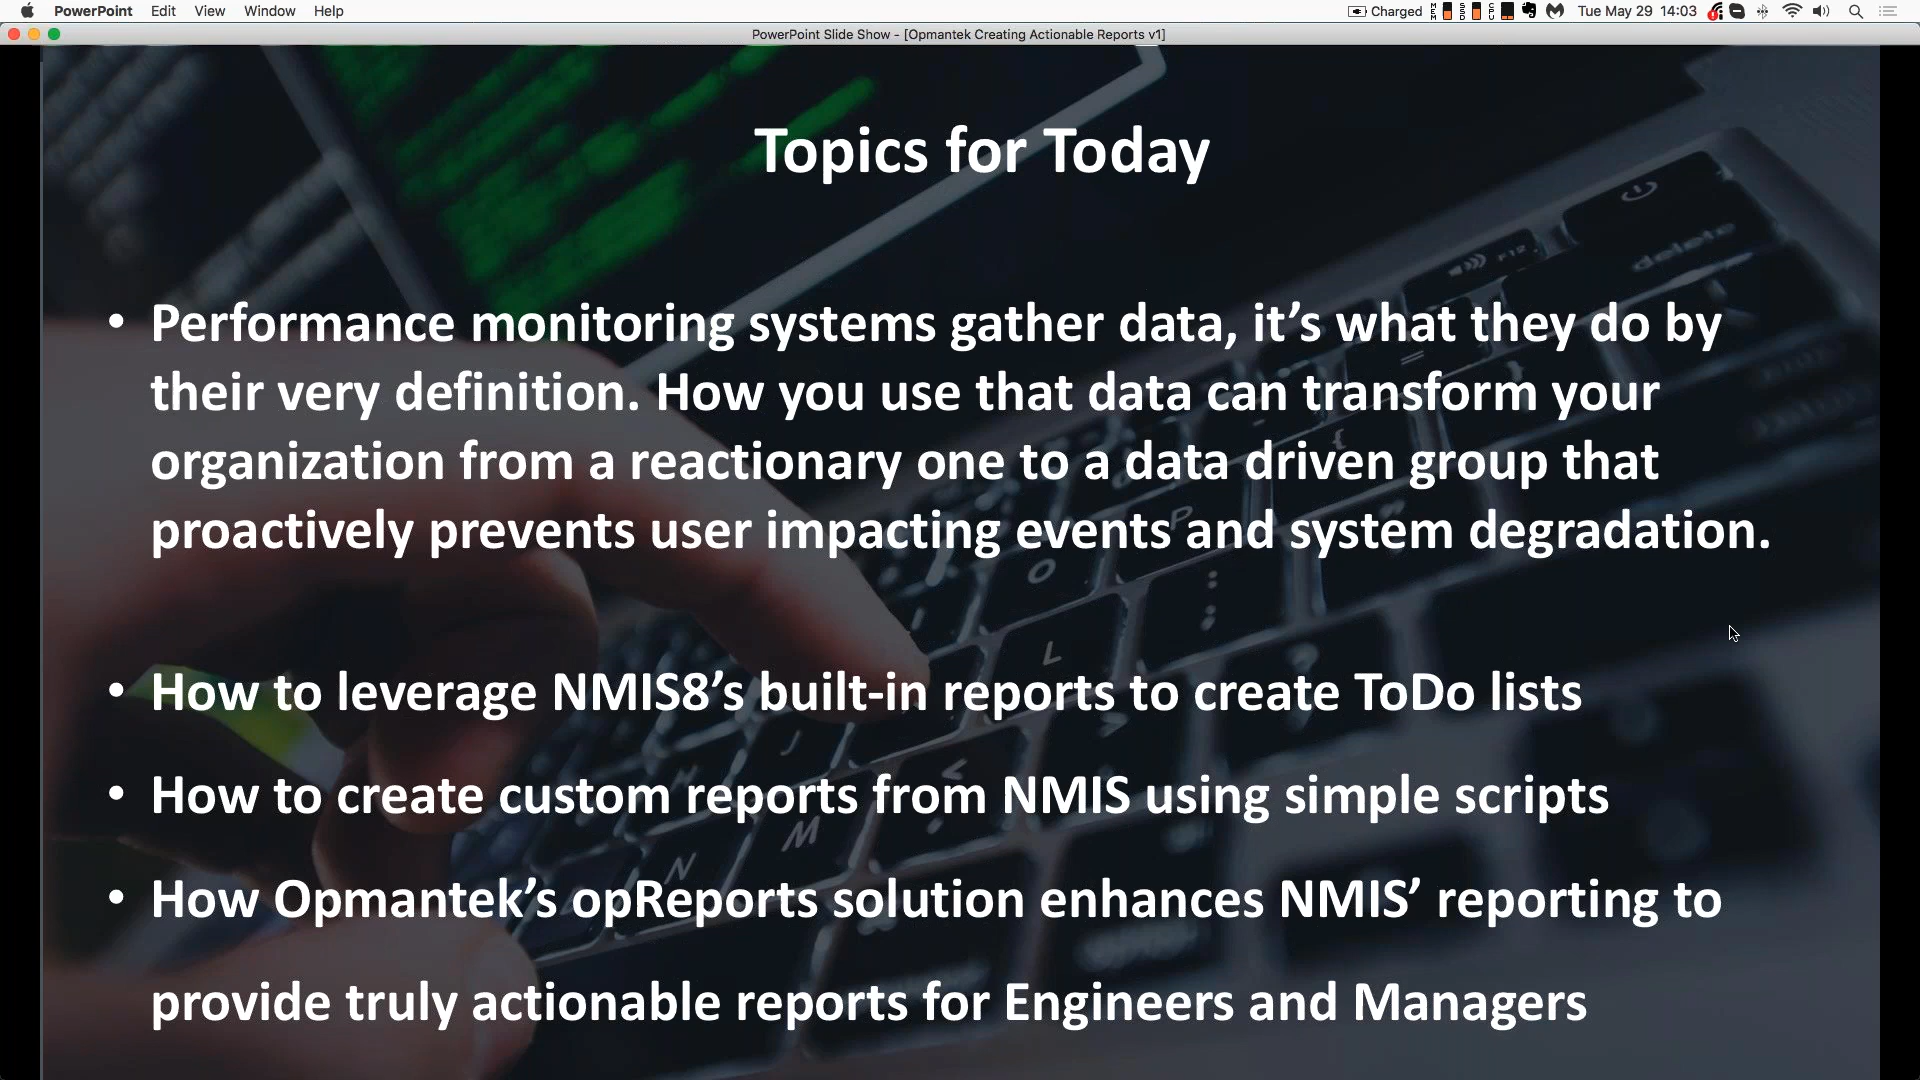 PowerPoint Edit View Window Help Charged Tue May 29 14:03
PowerPoint Slide Show - [Opmantek Creating Actionable Reports v1]
Topics for Today
• Performance monitoring systems gather data, it’s what they do by
their very definition. How you use that data can transform your
organization from a reactionary one to a data driven group that
proactively prevents user impacting events and system degradation.
• How to leverage NMIS8’s built-in reports to create ToDo lists
• How to create custom reports from NMIS using simple scripts
• How Opmantek’s opReports solution enhances NMIS’ reporting to
provide truly actionable reports for Engineers and Managers